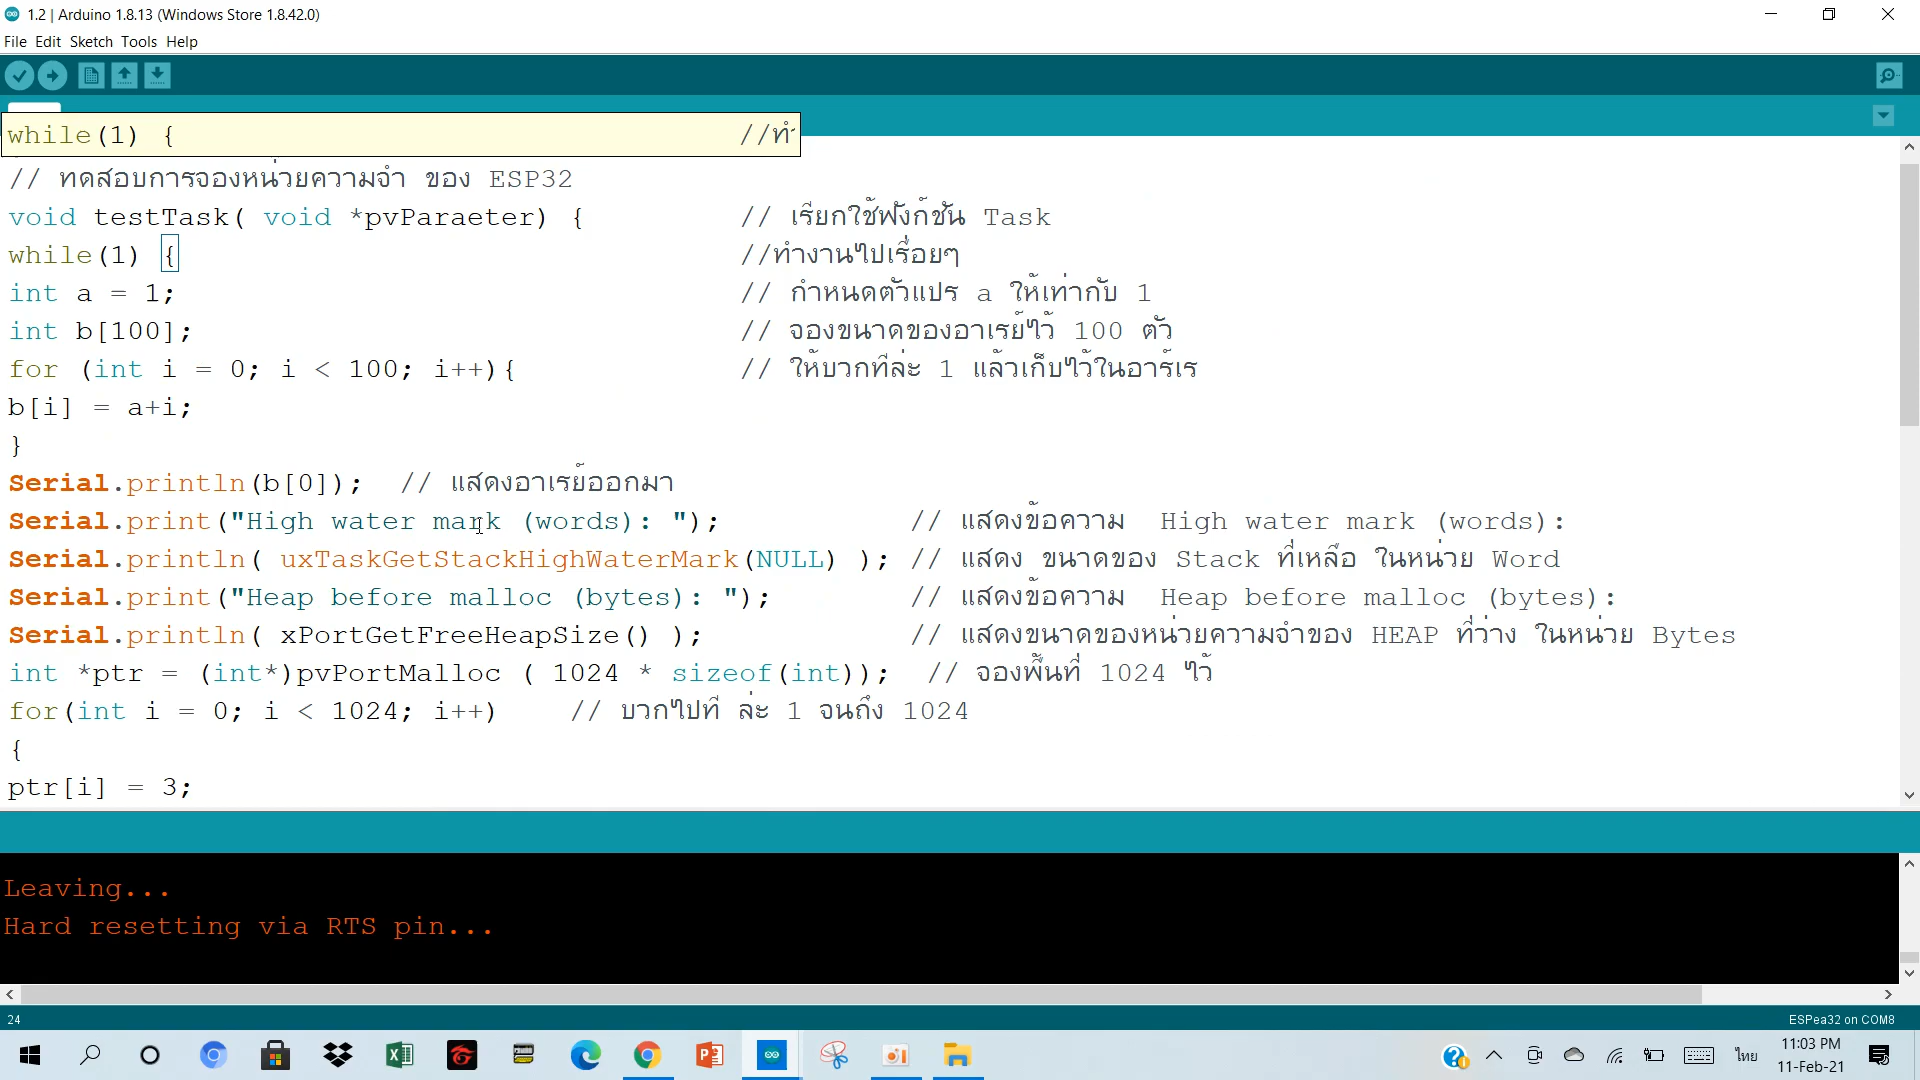 1.2 | Arduino 1.8.13 (Windows Store 1.8.42.0)
File Edit Sketch Tools Help
while(1) { //ทำ
// ทดสอบการจองหน่วยความจำ ของ ESP32
void testTask( void *pvParaeter) { // เรียกใช้ฟังก์ชัน Task
while(1) { //ทำงานไปเรื่อยๆ
int a = 1; // กำหนดตัวแปร a ให้เท่ากับ 1
int b[100]; // จองขนาดของอาเรย์ไว้ 100 ตัว
for (int i = 0; i < 100; i++){ // ให้บวกทีล่ะ 1 แล้วเก็บไว้ในอาร์เร
b[i] = a+i;
}
Serial.println(b[0]); // แสดงอาเรย์ออกมา
Serial.print("High water mark (words): "); // แสดงข้อความ High water mark (words):
Serial.println( uxTaskGetStackHighWaterMark(NULL) ); // แสดง ขนาดของ Stack ที่เหลือ ในหน่วย Word
Serial.print("Heap before malloc (bytes): "); // แสดงข้อความ Heap before malloc (bytes):
Serial.println( xPortGetFreeHeapSize() ); // แสดงขนาดของหน่วยความจำของ HEAP ที่ว่าง ในหน่วย Bytes
int *ptr = (int*)pvPortMalloc ( 1024 * sizeof(int)); // จองพื้นที่ 1024 ไว้
for(int i = 0; i < 1024; i++) // บวกไปที ล่ะ 1 จนถึง 1024
{
ptr[i] = 3;
Leaving...
Hard resetting via RTS pin...
24
ESPea32 on COM8
ไทย
11:03 PM
11-Feb-21